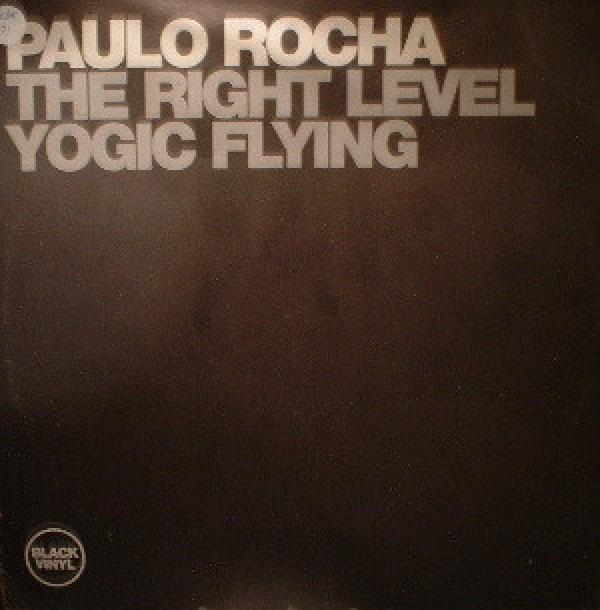 PAULO ROCHA
THE RIGHT LEVEL
YOGIC FLYING
BLACK
VINYL